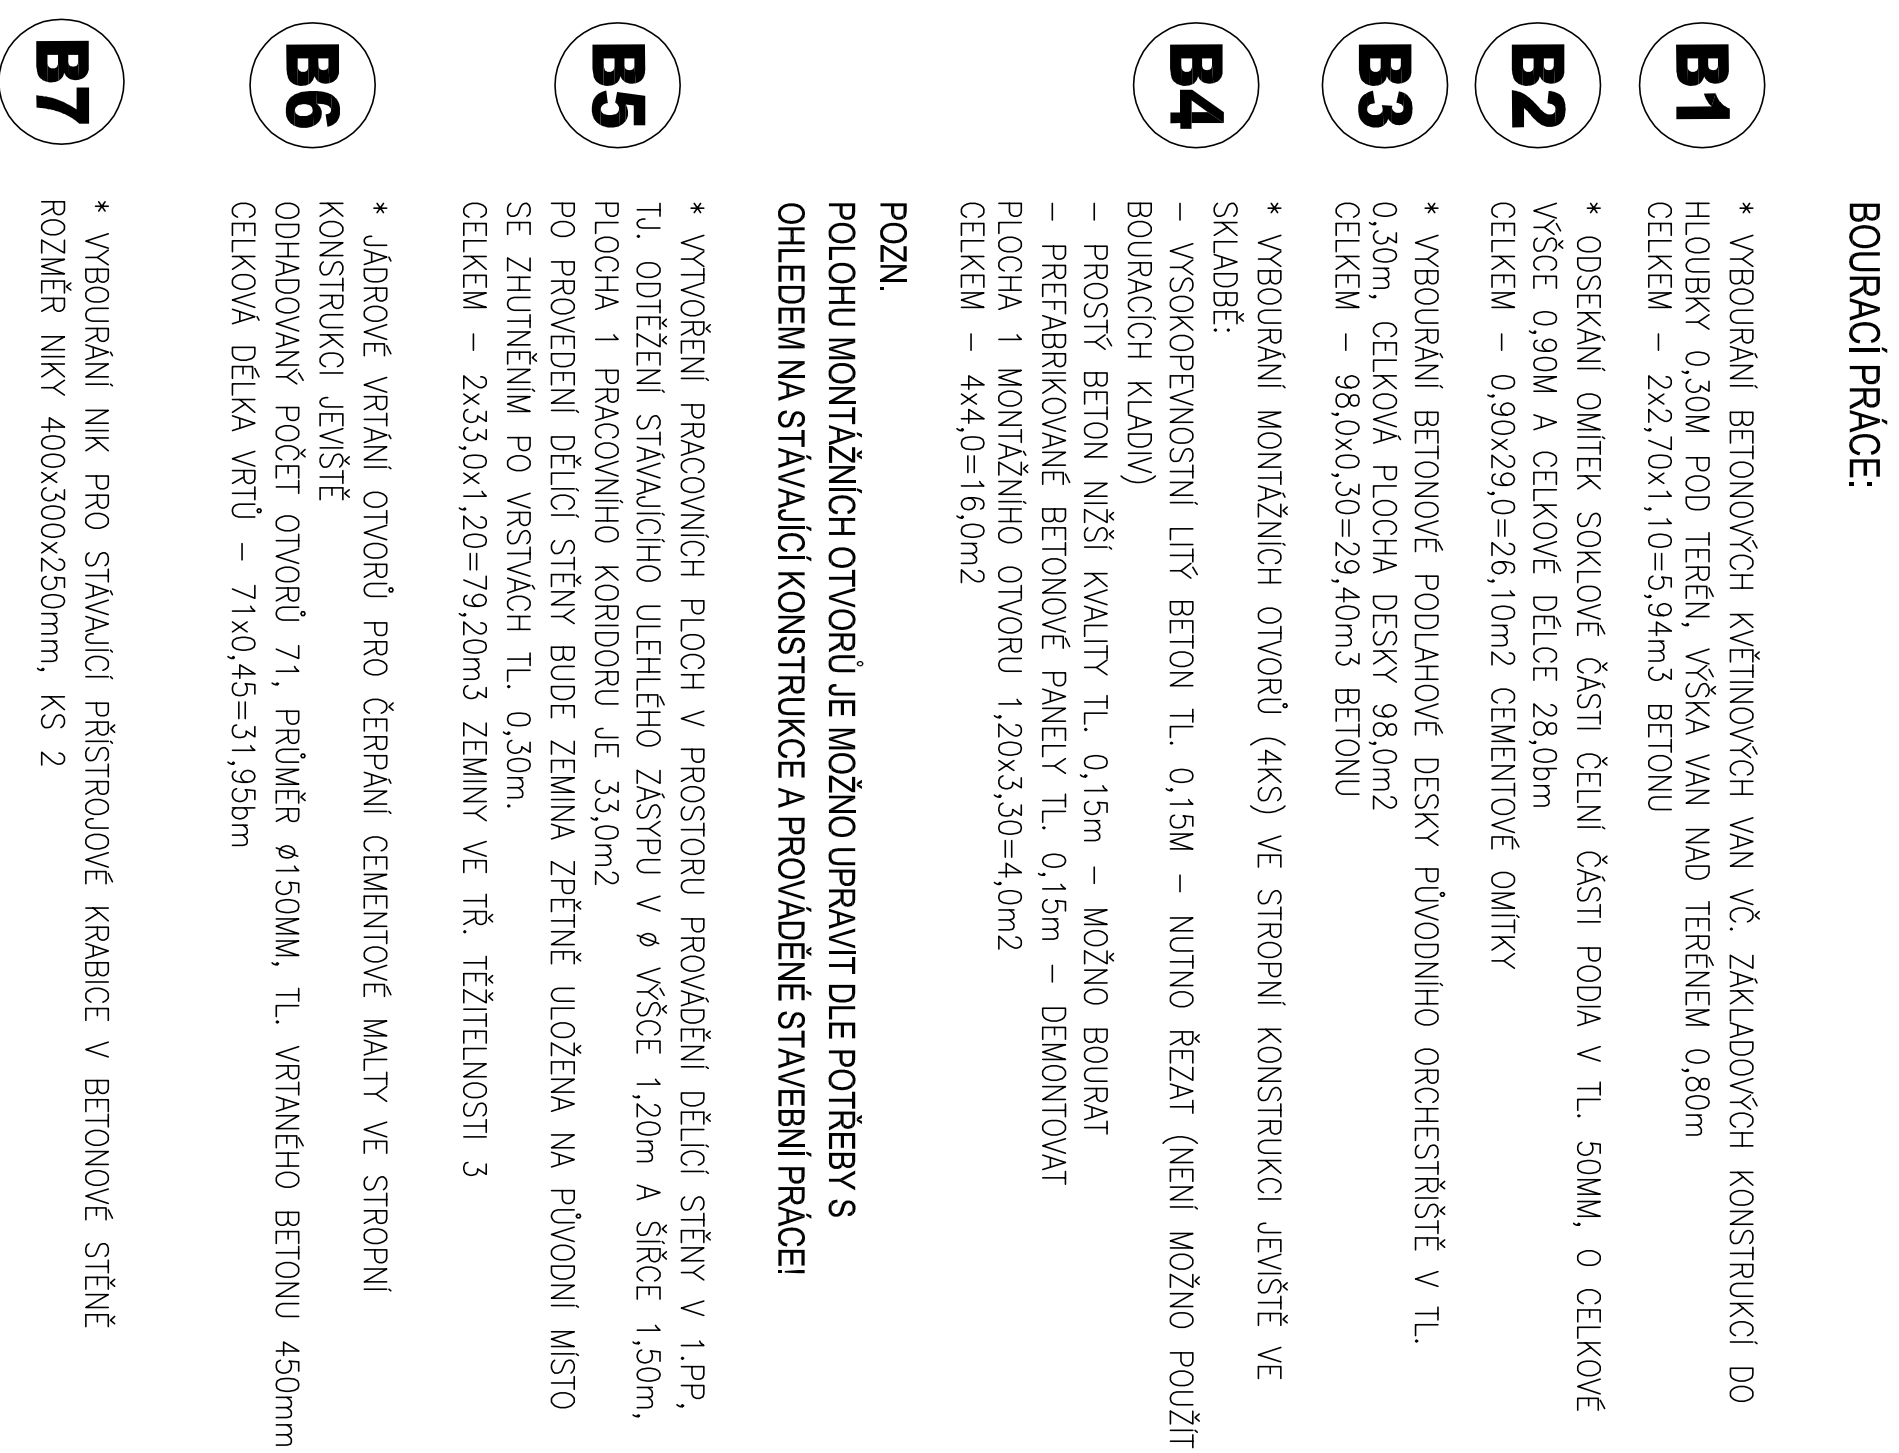 BOURACÍ PRÁCE:
B1
* VYBOURÁNÍ BETONOVÝCH KVĚTINOVÝCH VAN VČ. ZÁKLADOVÝCH KONSTRUKCÍ DO
HLOUBKY 0,30M POD TERÉN, VÝŠKA VAN NAD TERÉNEM 0,80m
CELKEM – 2x2,70x1,10=5,94m3 BETONU
B2
* ODSEKÁNÍ OMÍTEK SOKLOVÉ ČÁSTI ČELNÍ ČÁSTI PODIA V TL. 50MM, O CELKOVÉ
VÝŠCE 0,90M A CELKOVÉ DÉLCE 28,0bm
CELKEM – 0,90x29,0=26,10m2 CEMENTOVÉ OMÍTKY
B3
* VYBOURÁNÍ BETONOVÉ PODLAHOVÉ DESKY PŮVODNÍHO ORCHESTŘIŠTĚ V TL.
0,30m, CELKOVÁ PLOCHA DESKY 98,0m2
CELKEM – 98,0x0,30=29,40m3 BETONU
B4
* VYBOURÁNÍ MONTÁŽNÍCH OTVORŮ (4KS) VE STROPNÍ KONSTRUKCI JEVIŠTĚ VE
SKLADBĚ:
– VYSOKOPEVNOSTNÍ LITÝ BETON TL. 0,15M – NUTNO ŘEZAT (NENÍ MOŽNO POUŽÍT
BOURACÍCH KLADIV)
– PROSTÝ BETON NIŽŠÍ KVALITY TL. 0,15m – MOŽNO BOURAT
– PREFABRIKOVANÉ BETONOVÉ PANELY TL. 0,15m – DEMONTOVAT
PLOCHA 1 MONTÁŽNÍHO OTVORU 1,20x3,30=4,0m2
CELKEM – 4x4,0=16,0m2
POZN.
POLOHU MONTÁŽNÍCH OTVORŮ JE MOŽNO UPRAVIT DLE POTŘEBY S
OHLEDEM NA STÁVAJÍCÍ KONSTRUKCE A PROVÁDĚNÉ STAVEBNÍ PRÁCE!
B5
* VYTVOŘENÍ PRACOVNÍCH PLOCH V PROSTORU PROVÁDĚNÍ DĚLÍCÍ STĚNY V 1.PP,
TJ. ODTĚŽENÍ STÁVAJÍCÍHO ULEHLÉHO ZÁSYPU V ø VÝŠCE 1,20m A ŠÍŘCE 1,50m,
PLOCHA 1 PRACOVNÍHO KORIDORU JE 33,0m2
PO PROVEDENÍ DĚLÍCÍ STĚNY BUDE ZEMINA ZPĚTNĚ ULOŽENA NA PŮVODNÍ MÍSTO
SE ZHUTNĚNÍM PO VRSTVÁCH TL. 0,30m.
CELKEM – 2x33,0x1,20=79,20m3 ZEMINY VE TŘ. TĚŽITELNOSTI 3
B6
* JÁDROVÉ VRTÁNÍ OTVORŮ PRO ČERPÁNÍ CEMENTOVÉ MALTY VE STROPNÍ
KONSTRUKCI JEVIŠTĚ
ODHADOVANÝ POČET OTVORŮ 71, PRŮMĚR ø150MM, TL. VRTANÉHO BETONU 450mm
CELKOVÁ DÉLKA VRTŮ – 71x0,45=31,95bm
B7
* VYBOURÁNÍ NIK PRO STÁVAJÍCÍ PŘÍSTROJOVÉ KRABICE V BETONOVÉ STĚNĚ
ROZMĚR NIKY 400x300x250mm, KS 2